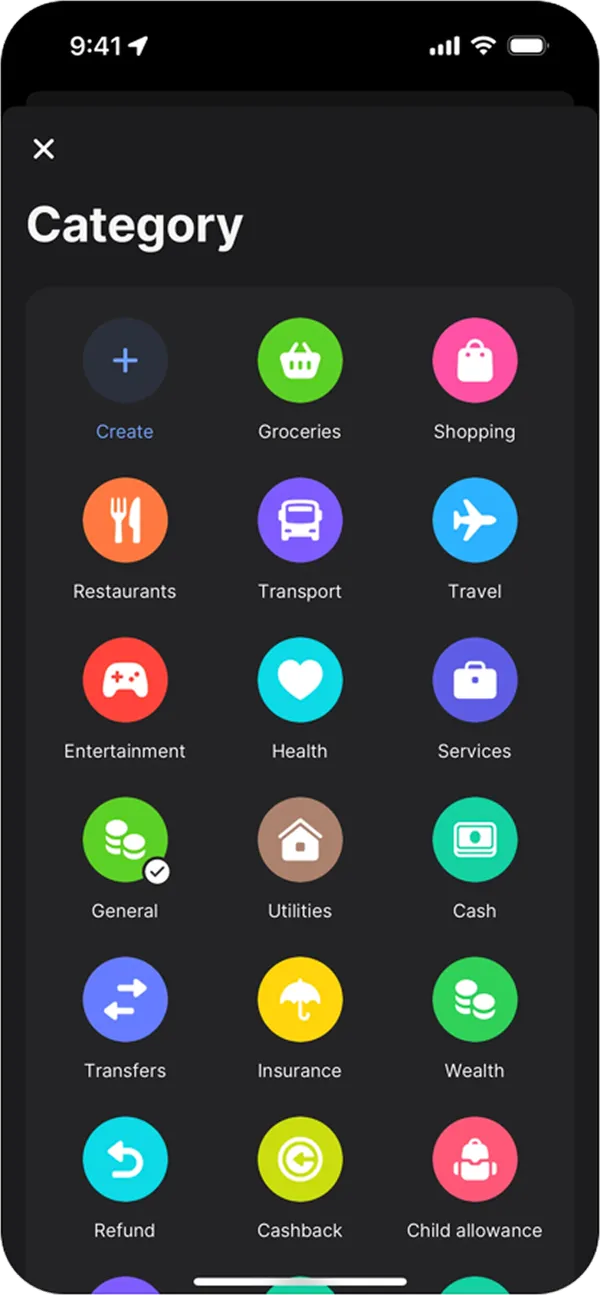 9:41
Category
Create Groceries Shopping
Restaurants Transport Travel
Entertainment Health Services
General Utilities Cash
Transfers Insurance Wealth
Refund Cashback Child allowance